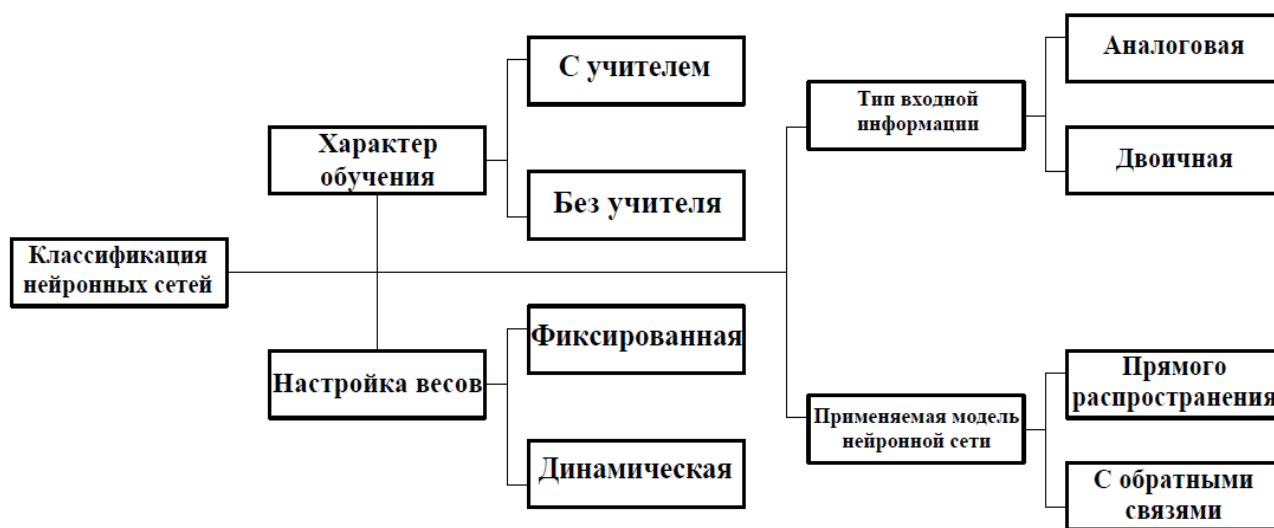 Классификация
нейронных сетей
Характер
обучения
С учителем
Без учителя
Настройка весов
Фиксированная
Динамическая
Тип входной
информации
Аналоговая
Двоичная
Применяемая модель
нейронной сети
Прямого
распространения
С обратными
связями